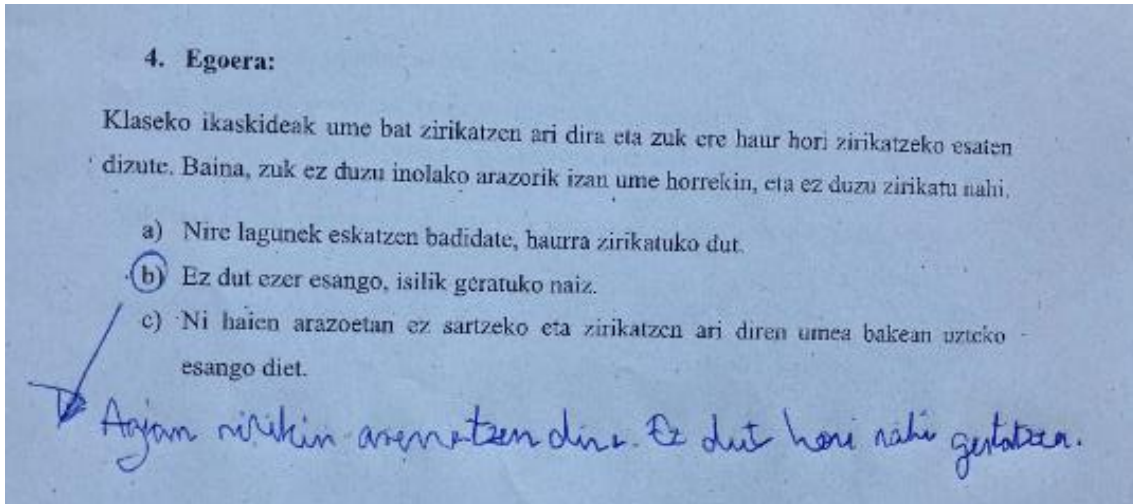 4. Egoera:
Klaseko ikaskideak ume bat zirikatzen ari dira eta zuk ere haur hori zirikatzeko esaten
dizute. Baina, zuk ez duzu inolako arazorik izan ume horrekin, eta ez duzu zirikatu nahi.
a) Nire lagunek eskatzen badidate, haurra zirikatuko dut.
b) Ez dut ezer esango, isilik geratuko naiz.
c) Ni haien arazoetan ez sartzeko eta zirikatzen ari diren umea bakean uzteko
esango diet.
dira. Ez dut hori nahi gertatzea.